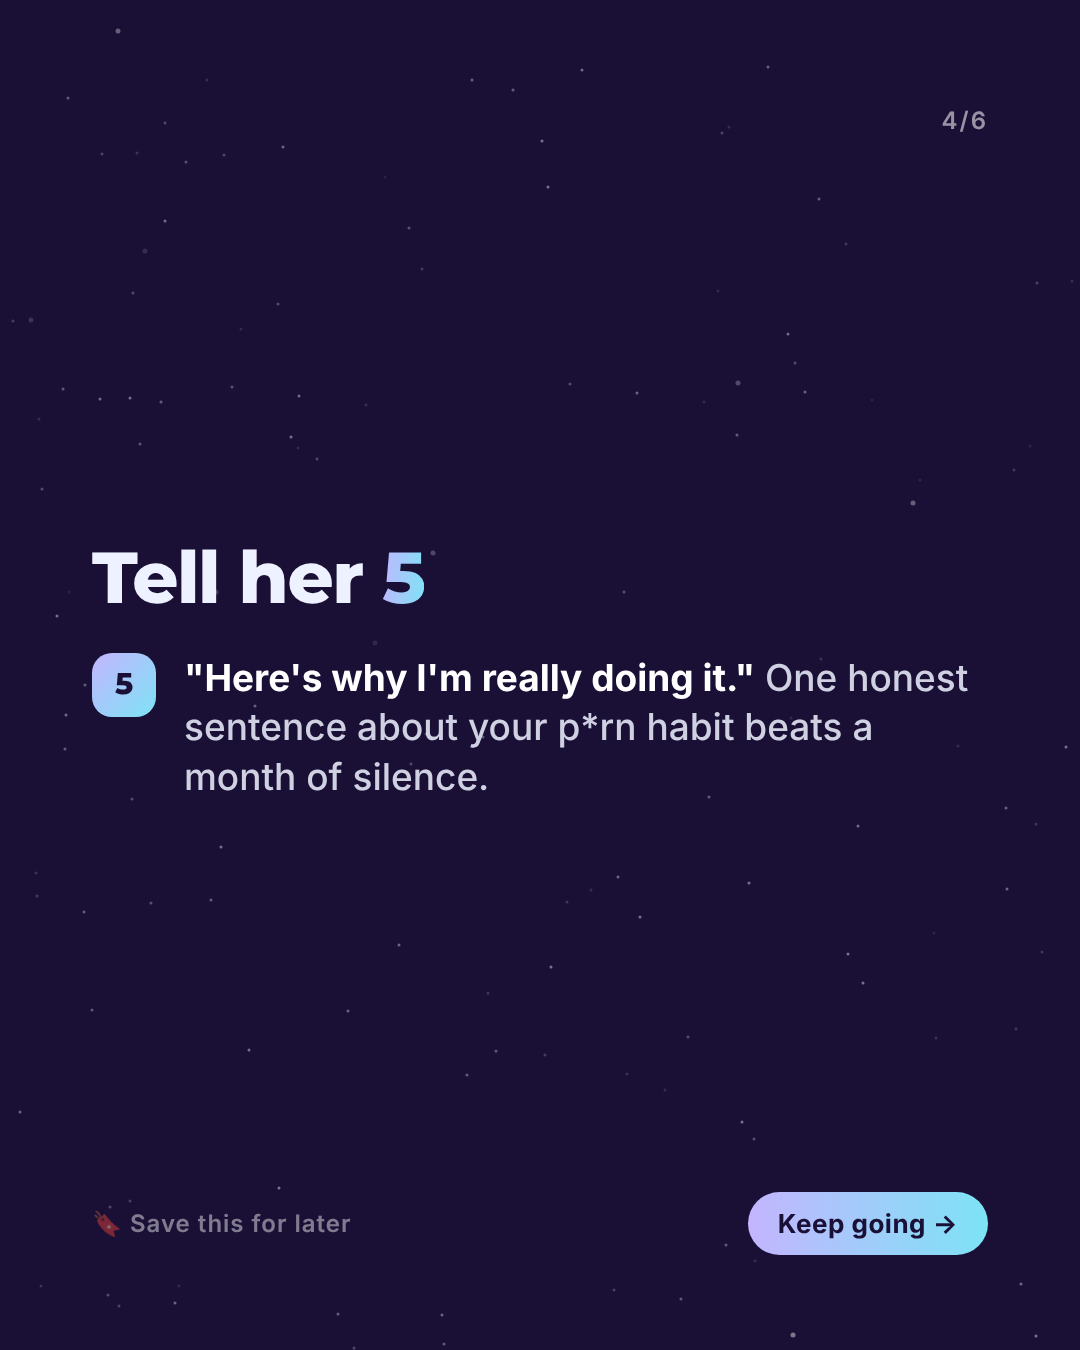 4/6
Tell her 5
5
"Here's why I'm really doing it." One honest
sentence about your p*rn habit beats a
month of silence.
🔖 Save this for later
Keep going →